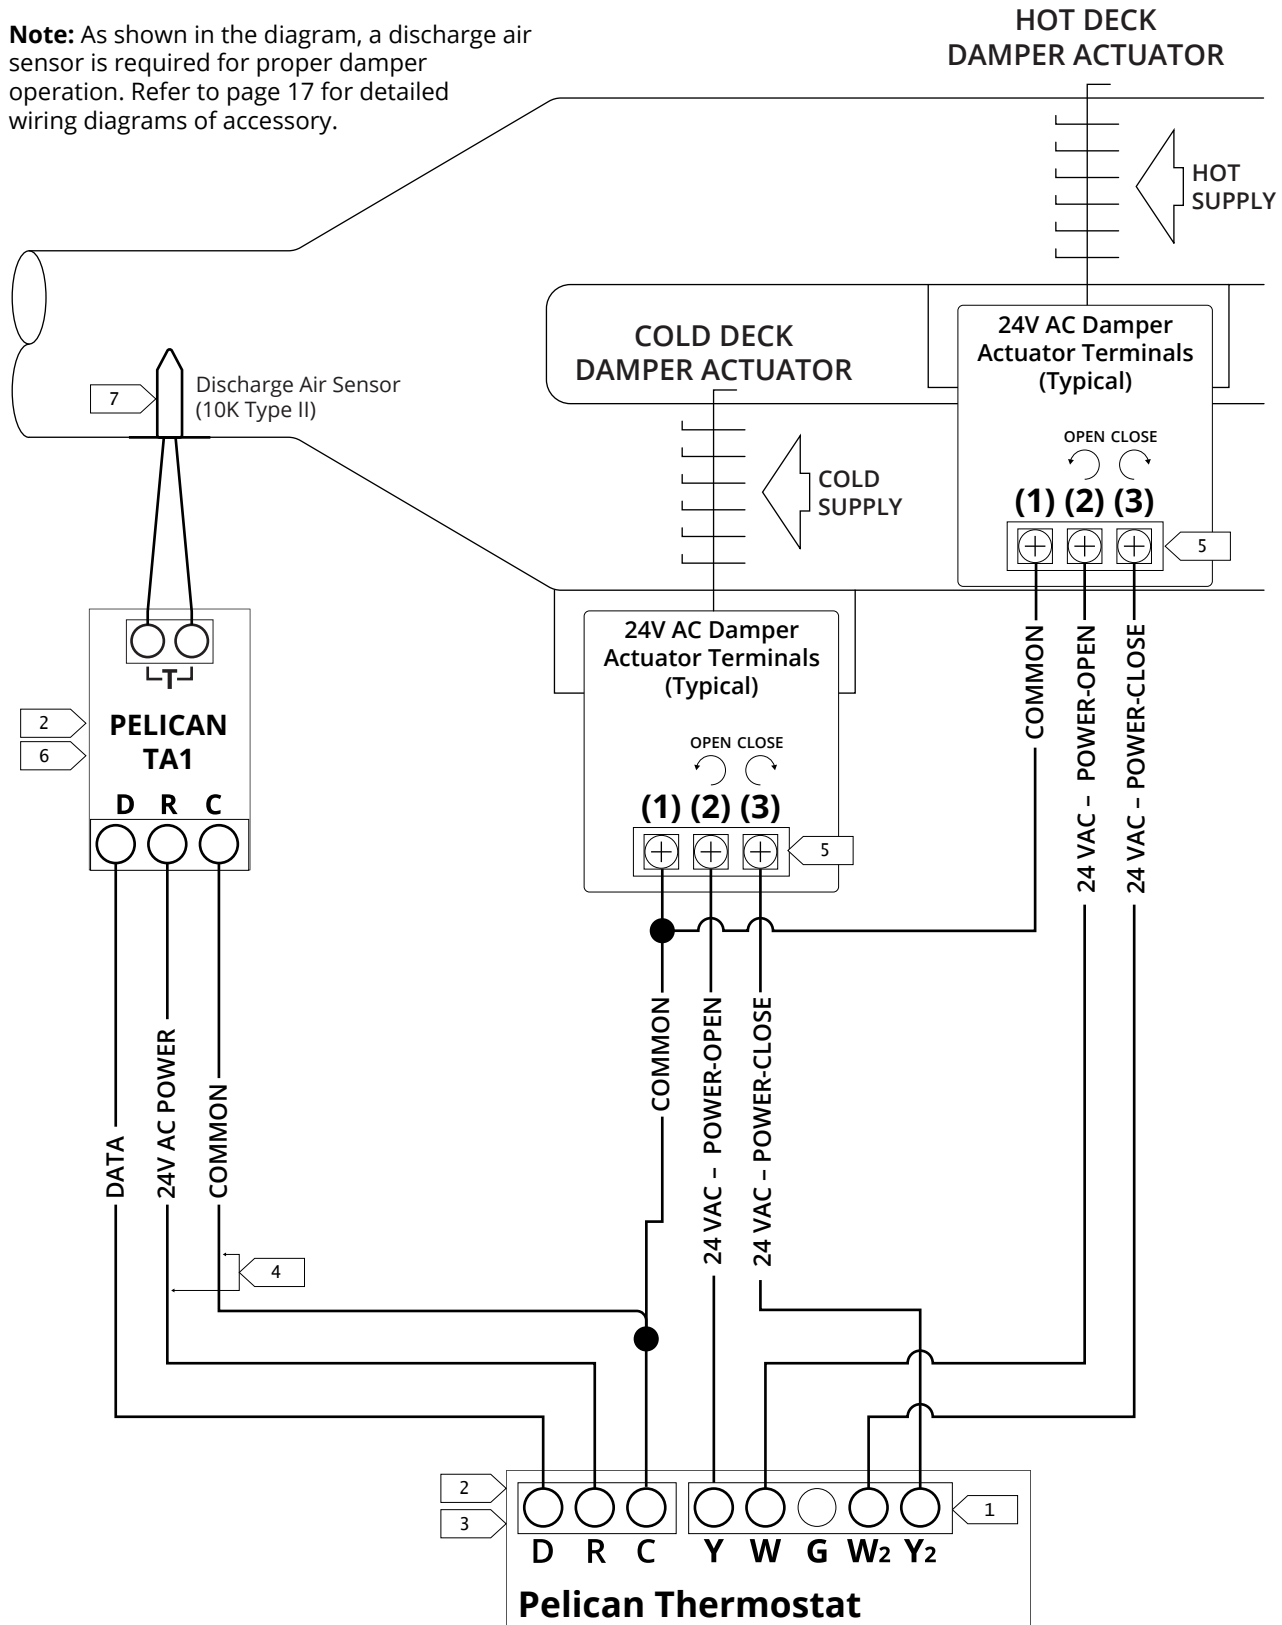 Note: As shown in the diagram, a discharge air
sensor is required for proper damper
operation. Refer to page 17 for detailed
wiring diagrams of accessory.
HOT DECK
DAMPER ACTUATOR
HOT
SUPPLY
COLD DECK
DAMPER ACTUATOR
COLD
SUPPLY
24V AC Damper
Actuator Terminals
(Typical)
OPEN CLOSE
(1) (2) (3)
5
7
Discharge Air Sensor
(10K Type II)
24V AC Damper
Actuator Terminals
(Typical)
OPEN CLOSE
(1) (2) (3)
5
T
2
6
PELICAN
TA1
D R C
COMMON
24 VAC – POWER-OPEN
24 VAC – POWER-CLOSE
DATA
24V AC POWER
COMMON
4
COMMON
24 VAC – POWER-OPEN
24 VAC – POWER-CLOSE
2
3
1
D R C Y W G W2 Y2
Pelican Thermostat